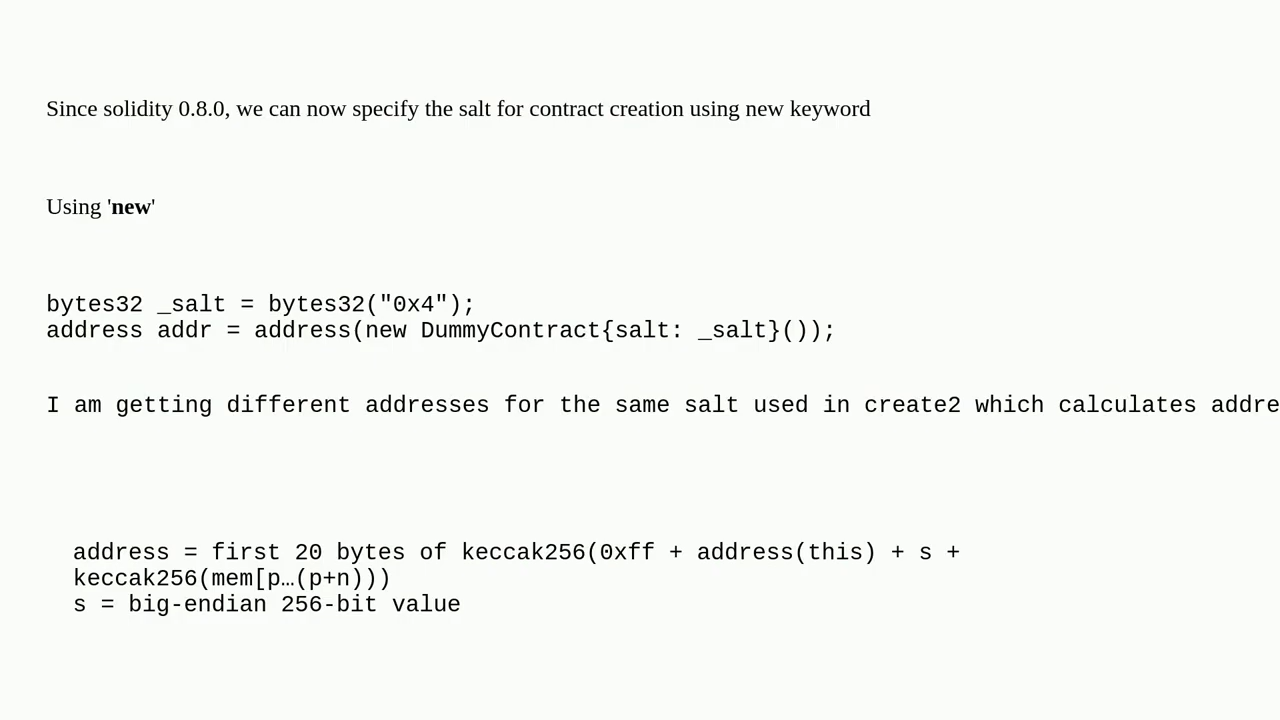 Since solidity 0.8.0, we can now specify the salt for contract creation using new keyword
Using 'new'
bytes32 _salt = bytes32("0x4");
address addr = address(new DummyContract{salt: _salt}());
I am getting different addresses for the same salt used in create2 which calculates addre
address = first 20 bytes of keccak256(0xff + address(this) + s +
keccak256(mem[p…(p+n)))
s = big-endian 256-bit value